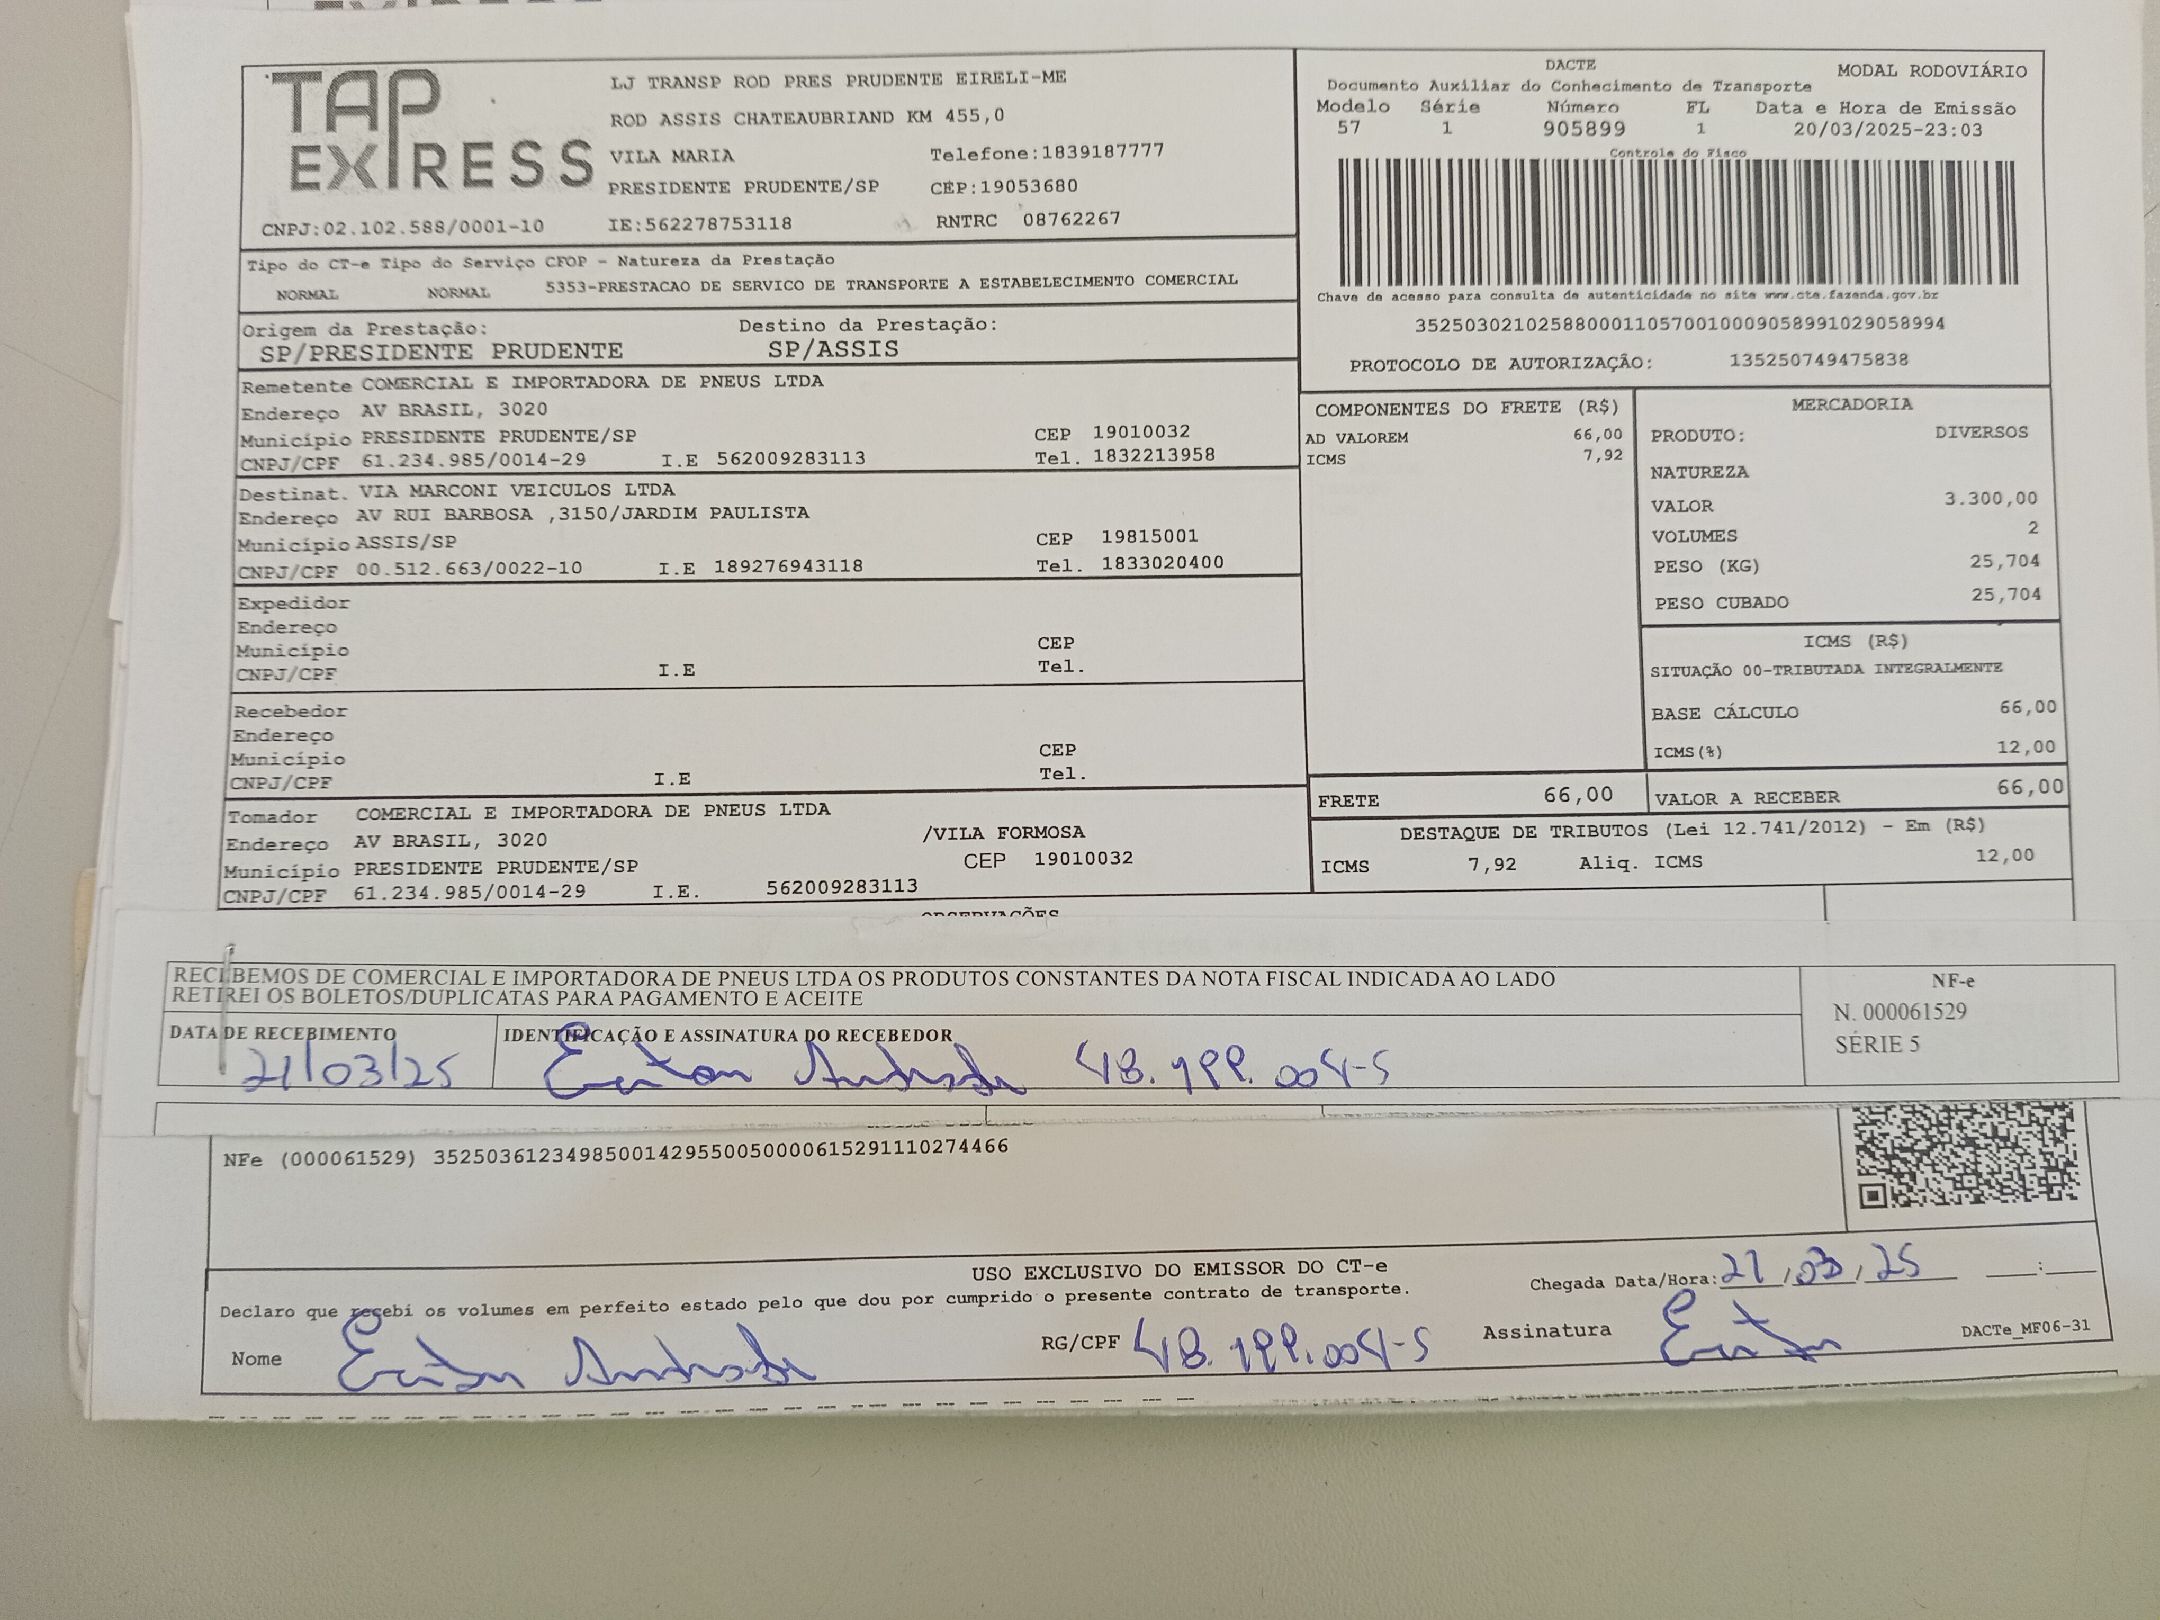 TAP EXPRESS
LJ TRANSP ROD PRES PRUDENTE EIRELI-ME
ROD ASSIS CHATEAUBRIAND KM 455,0
VILA MARIA Telefone:1839187777
PRESIDENTE PRUDENTE/SP CEP:19053680
CNPJ:02.102.588/0001-10 IE:562278753118 RNTRC 08762267
DACTE MODAL RODOVIÁRIO
Documento Auxiliar do Conhecimento de Transporte
Modelo Série Número FL Data e Hora de Emissão
57 1 905899 1 20/03/2025-23:03
Controle do Fisco
Chave de acesso para consulta de autenticidade no site www.cte.fazenda.gov.br
35250302102588000110570010009058991029058994
PROTOCOLO DE AUTORIZAÇÃO: 135250749475838
Tipo do CT-e Tipo do Serviço CFOP - Natureza da Prestação
NORMAL NORMAL 5353-PRESTACAO DE SERVICO DE TRANSPORTE A ESTABELECIMENTO COMERCIAL
Origem da Prestação: Destino da Prestação:
SP/PRESIDENTE PRUDENTE SP/ASSIS
Remetente COMERCIAL E IMPORTADORA DE PNEUS LTDA
Endereço AV BRASIL, 3020
Município PRESIDENTE PRUDENTE/SP CEP 19010032
CNPJ/CPF 61.234.985/0014-29 I.E 562009283113 Tel. 1832213958
Destinat. VIA MARCONI VEICULOS LTDA
Endereço AV RUI BARBOSA ,3150/JARDIM PAULISTA
Município ASSIS/SP CEP 19815001
CNPJ/CPF 00.512.663/0022-10 I.E 189276943118 Tel. 1833020400
Expedidor
Endereço
Município CEP
CNPJ/CPF I.E Tel.
Recebedor
Endereço
Município CEP
CNPJ/CPF I.E Tel.
Tomador COMERCIAL E IMPORTADORA DE PNEUS LTDA
Endereço AV BRASIL, 3020 /VILA FORMOSA
Município PRESIDENTE PRUDENTE/SP CEP 19010032
CNPJ/CPF 61.234.985/0014-29 I.E. 562009283113
COMPONENTES DO FRETE (R$)
AD VALOREM 66,00
ICMS 7,92
MERCADORIA
PRODUTO: DIVERSOS
NATUREZA
VALOR 3.300,00
VOLUMES 2
PESO (KG) 25,704
PESO CUBADO 25,704
ICMS (R$)
SITUAÇÃO 00-TRIBUTADA INTEGRALMENTE
BASE CÁLCULO 66,00
ICMS(%) 12,00
FRETE 66,00 VALOR A RECEBER 66,00
DESTAQUE DE TRIBUTOS (Lei 12.741/2012) - Em (R$)
ICMS 7,92 Aliq. ICMS 12,00
OBSERVAÇÕES
RECEBEMOS DE COMERCIAL E IMPORTADORA DE PNEUS LTDA OS PRODUTOS CONSTANTES DA NOTA FISCAL INDICADA AO LADO
RETIREI OS BOLETOS/DUPLICATAS PARA PAGAMENTO E ACEITE
DATA DE RECEBIMENTO IDENTIFICAÇÃO E ASSINATURA DO RECEBEDOR
21/03/25 Andrade
NF-e
N. 000061529
SÉRIE 5
NFe (000061529) 35250361234985001429550050000615291110274466
USO EXCLUSIVO DO EMISSOR DO CT-e
Declaro que recebi os volumes em perfeito estado pelo que dou por cumprido o presente contrato de transporte.
Chegada Data/Hora: 21/03/25 :
Nome Andrade RG/CPF Assinatura
DACTe_MF06-31